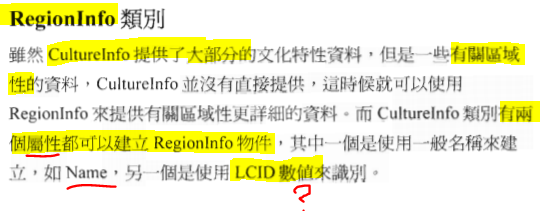 RegionInfo 類別
雖然 CultureInfo 提供了大部分的文化特性資料，但是一些有關區域
性的資料，CultureInfo 並沒有直接提供，這時候就可以使用
RegionInfo 來提供有關區域性更詳細的資料。而 CultureInfo 類別有兩
個屬性都可以建立 RegionInfo 物件，其中一個是使用一般名稱來建
立，如 Name，另一個是使用 LCID 數值來識別。
?